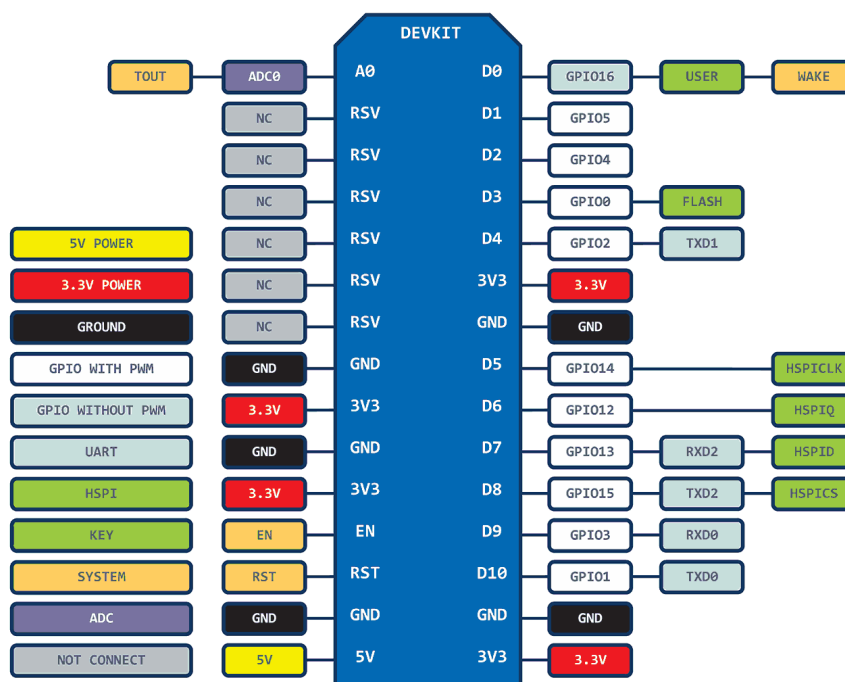 DEVKIT
TOUT ADC0 A0 D0 GPIO16 USER WAKE
NC RSV D1 GPIO5
NC RSV D2 GPIO4
NC RSV D3 GPIO0 FLASH
5V POWER NC RSV D4 GPIO2 TXD1
3.3V POWER NC RSV 3V3 3.3V
GROUND NC RSV GND GND
GPIO WITH PWM GND GND D5 GPIO14 HSPICLK
GPIO WITHOUT PWM 3.3V 3V3 D6 GPIO12 HSPIQ
UART GND GND D7 GPIO13 RXD2 HSPID
HSPI 3.3V 3V3 D8 GPIO15 TXD2 HSPICS
KEY EN EN D9 GPIO3 RXD0
SYSTEM RST RST D10 GPIO1 TXD0
ADC GND GND GND GND
NOT CONNECT 5V 5V 3V3 3.3V